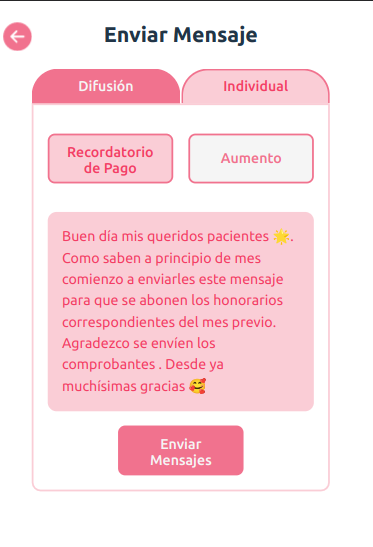 Enviar Mensaje
Difusión
Individual
Recordatorio
de Pago
Aumento
Buen día mis queridos pacientes 🌟.
Como saben a principio de mes
comienzo a enviarles este mensaje
para que se abonen los honorarios
correspondientes del mes previo.
Agradezco se envíen los
comprobantes . Desde ya
muchísimas gracias 🥰
Enviar
Mensajes